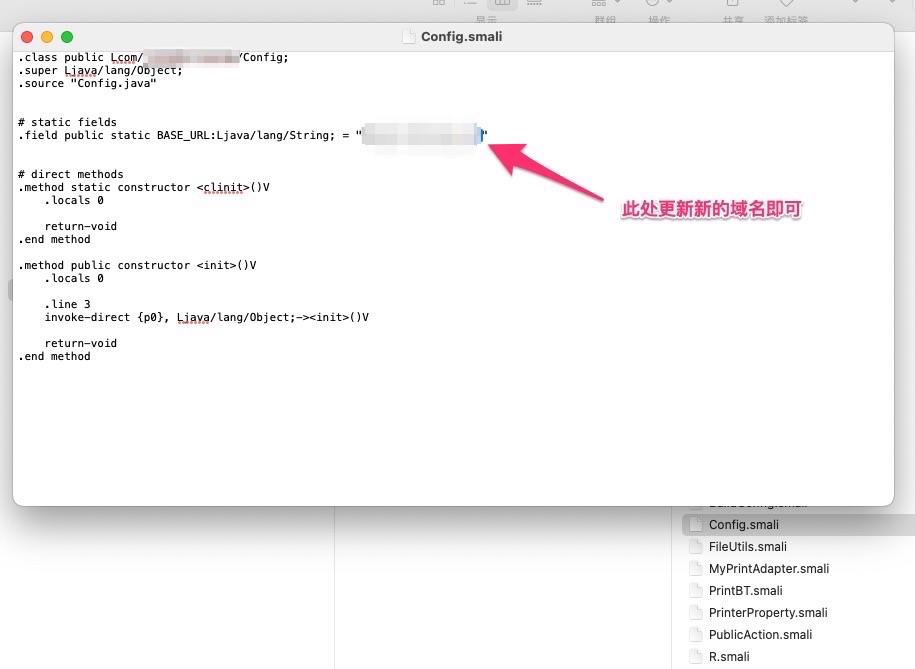 显示
群组
操作
共享
添加标签
Config.smali
.class public Lcom/ /Config;
.super Ljava/lang/Object;
.source "Config.java"
# static fields
.field public static BASE_URL:Ljava/lang/String; = " "
# direct methods
.method static constructor <clinit>()V
.locals 0
return-void
.end method
.method public constructor <init>()V
.locals 0
.line 3
invoke-direct {p0}, Ljava/lang/Object;-><init>()V
return-void
.end method
此处更新新的域名即可
BuildConfig.smali
Config.smali
FileUtils.smali
MyPrintAdapter.smali
PrintBT.smali
PrinterProperty.smali
PublicAction.smali
R.smali